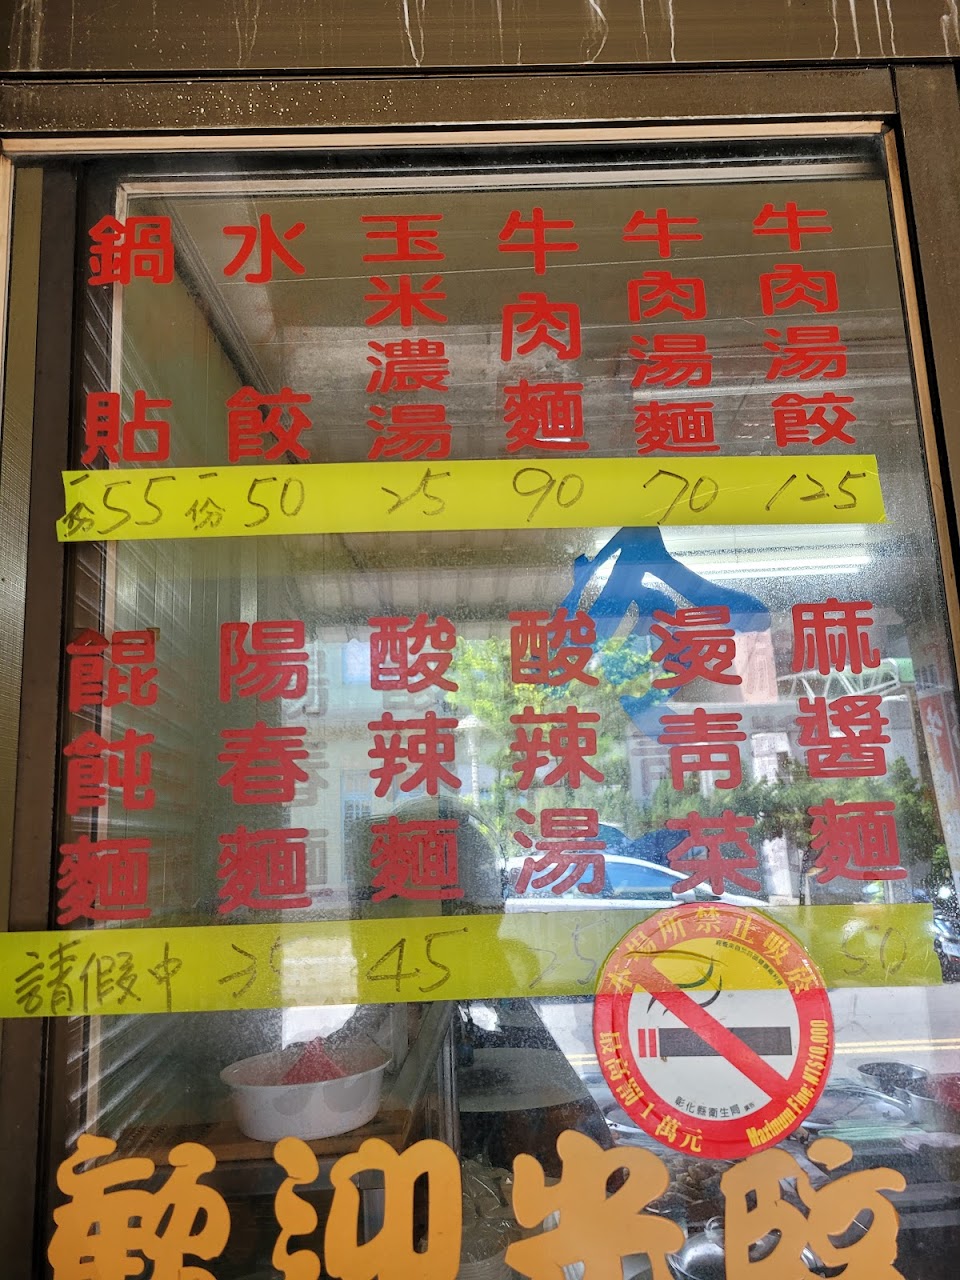 鍋貼
水餃
玉米濃湯
牛肉麵
牛肉湯麵
牛肉湯餃
一份55 一份50 25 90 70 125
餛飩麵
陽春麵
酸辣麵
酸辣湯
燙青菜
麻醬麵
請假中 35 45 25 50
本場所禁止吸菸
彰化縣衛生局
最高罰1萬元
Maximum Fine:NT$10,000
歡迎光臨